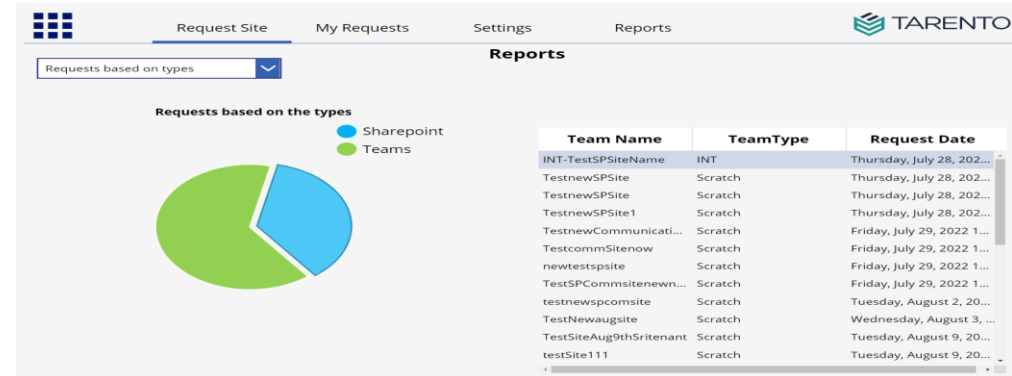 Request Site My Requests Settings Reports TARENTO
Reports
Requests based on types
Requests based on the types
Sharepoint
Teams
Team Name TeamType Request Date
INT-TestSPSiteName INT Thursday, July 28, 202...
TestnewSPSite Scratch Thursday, July 28, 202...
TestnewSPSite Scratch Thursday, July 28, 202...
TestnewSPSite1 Scratch Thursday, July 28, 202...
TestnewCommunicati... Scratch Friday, July 29, 2022 1...
TestcommSitenow Scratch Friday, July 29, 2022 1...
newtestspsite Scratch Friday, July 29, 2022 1...
TestSPCommsitenewn... Scratch Friday, July 29, 2022 1...
testnewspcomsite Scratch Tuesday, August 2, 20...
TestNewaugsite Scratch Wednesday, August 3, ...
TestSiteAug9thSritenant Scratch Tuesday, August 9, 20...
testSite111 Scratch Tuesday, August 9, 20...